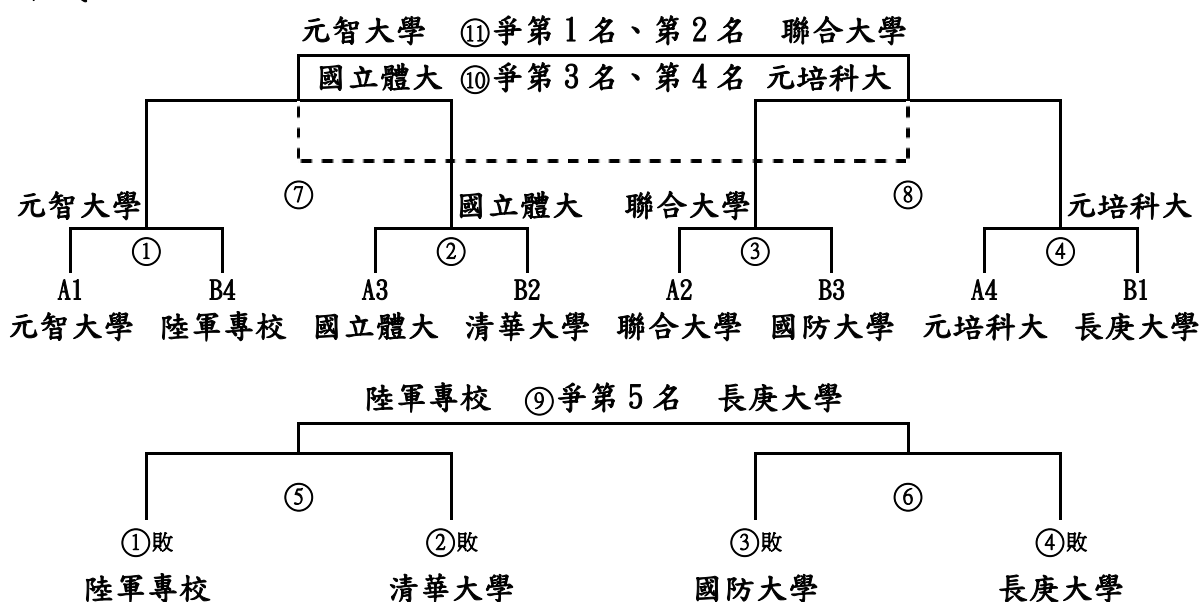 元智大學 ⑪爭第1名、第2名 聯合大學
國立體大 ⑩爭第3名、第4名 元培科大
⑦ ⑧
元智大學 國立體大 聯合大學 元培科大
① ② ③ ④
A1 B4 A3 B2 A2 B3 A4 B1
元智大學 陸軍專校 國立體大 清華大學 聯合大學 國防大學 元培科大 長庚大學
陸軍專校 ⑨爭第5名 長庚大學
⑤ ⑥
①敗 ②敗 ③敗 ④敗
陸軍專校 清華大學 國防大學 長庚大學